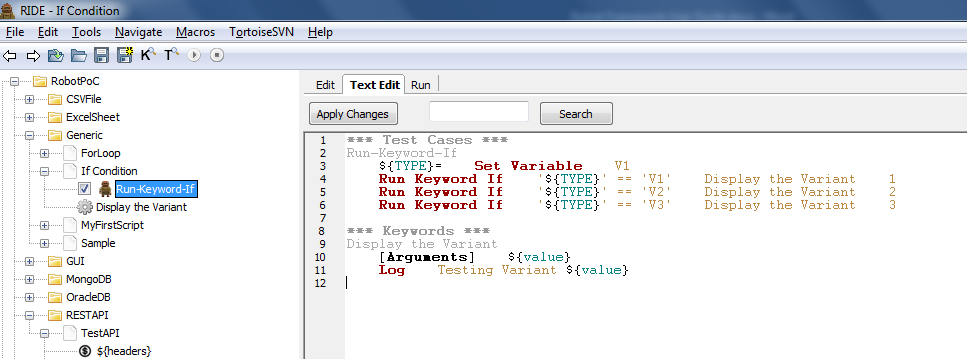 RIDE - If Condition
File Edit Tools Navigate Macros TortoiseSVN Help
K T
RobotPoC
CSVFile
ExcelSheet
Generic
ForLoop
If Condition
Run-Keyword-If
Display the Variant
MyFirstScript
Sample
GUI
MongoDB
OracleDB
RESTAPI
TestAPI
${headers}
Edit Text Edit Run
Apply Changes Search
1 *** Test Cases ***
2 Run-Keyword-If
3 ${TYPE}= Set Variable V1
4 Run Keyword If '${TYPE}' == 'V1' Display the Variant 1
5 Run Keyword If '${TYPE}' == 'V2' Display the Variant 2
6 Run Keyword If '${TYPE}' == 'V3' Display the Variant 3
7
8 *** Keywords ***
9 Display the Variant
10 [Arguments] ${value}
11 Log Testing Variant ${value}
12